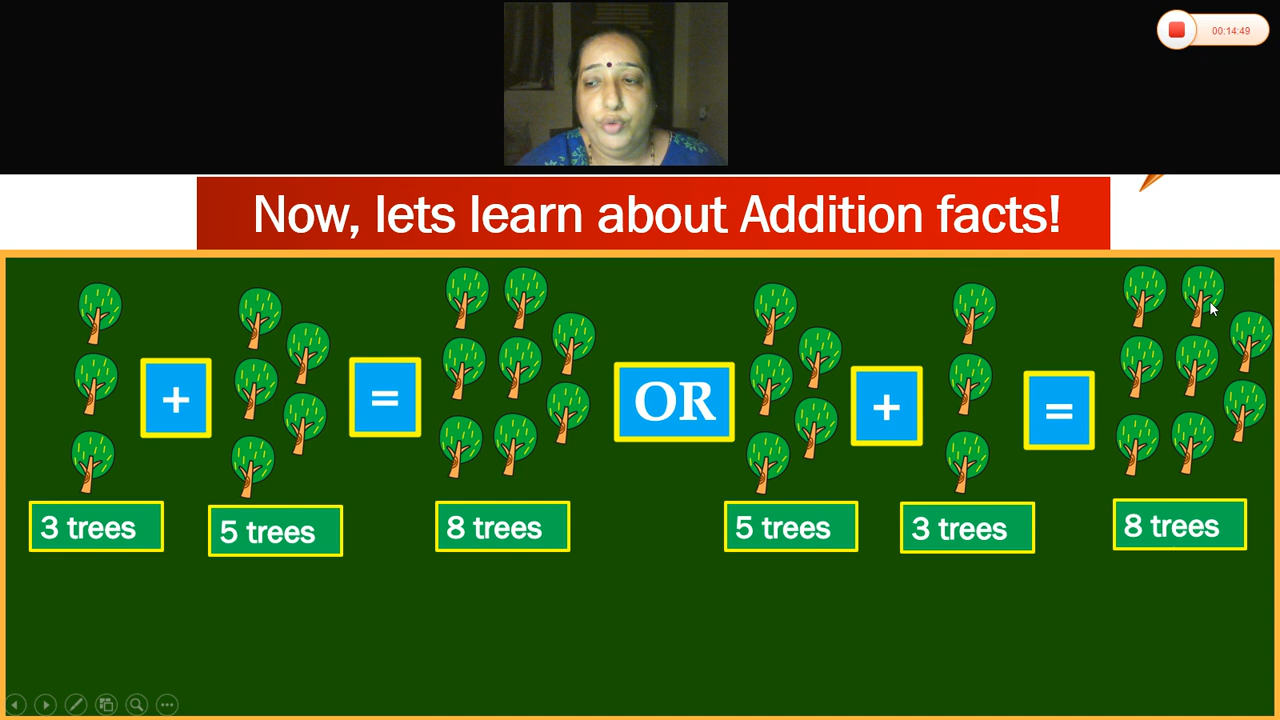 00:14:49
Now, lets learn about Addition facts!
+ = OR + =
3 trees 5 trees 8 trees 5 trees 3 trees 8 trees